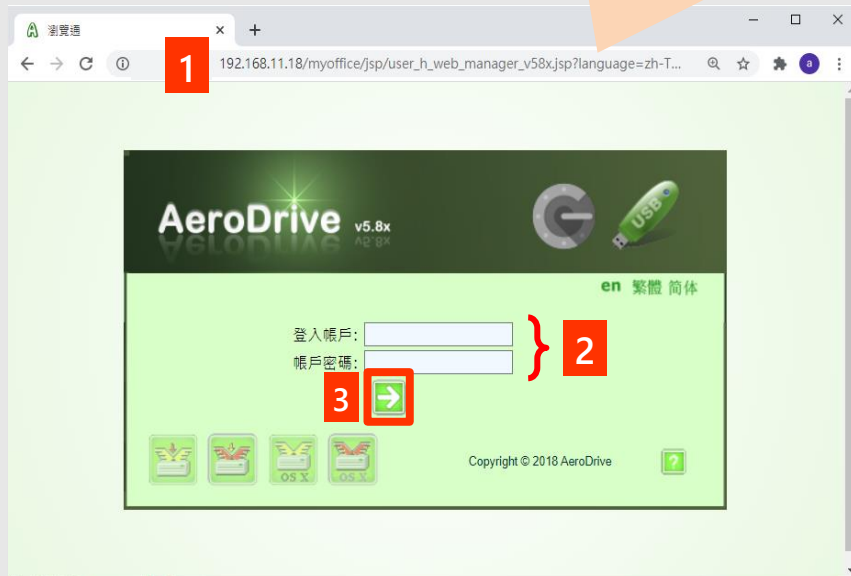 瀏覽通
1
192.168.11.18/myoffice/jsp/user_h_web_manager_v58x.jsp?language=zh-T...
a
AeroDrive v5.8x
USB
en 繁體 简体
登入帳戶:
帳戶密碼:
2
3
OS X OS X
Copyright © 2018 AeroDrive
?